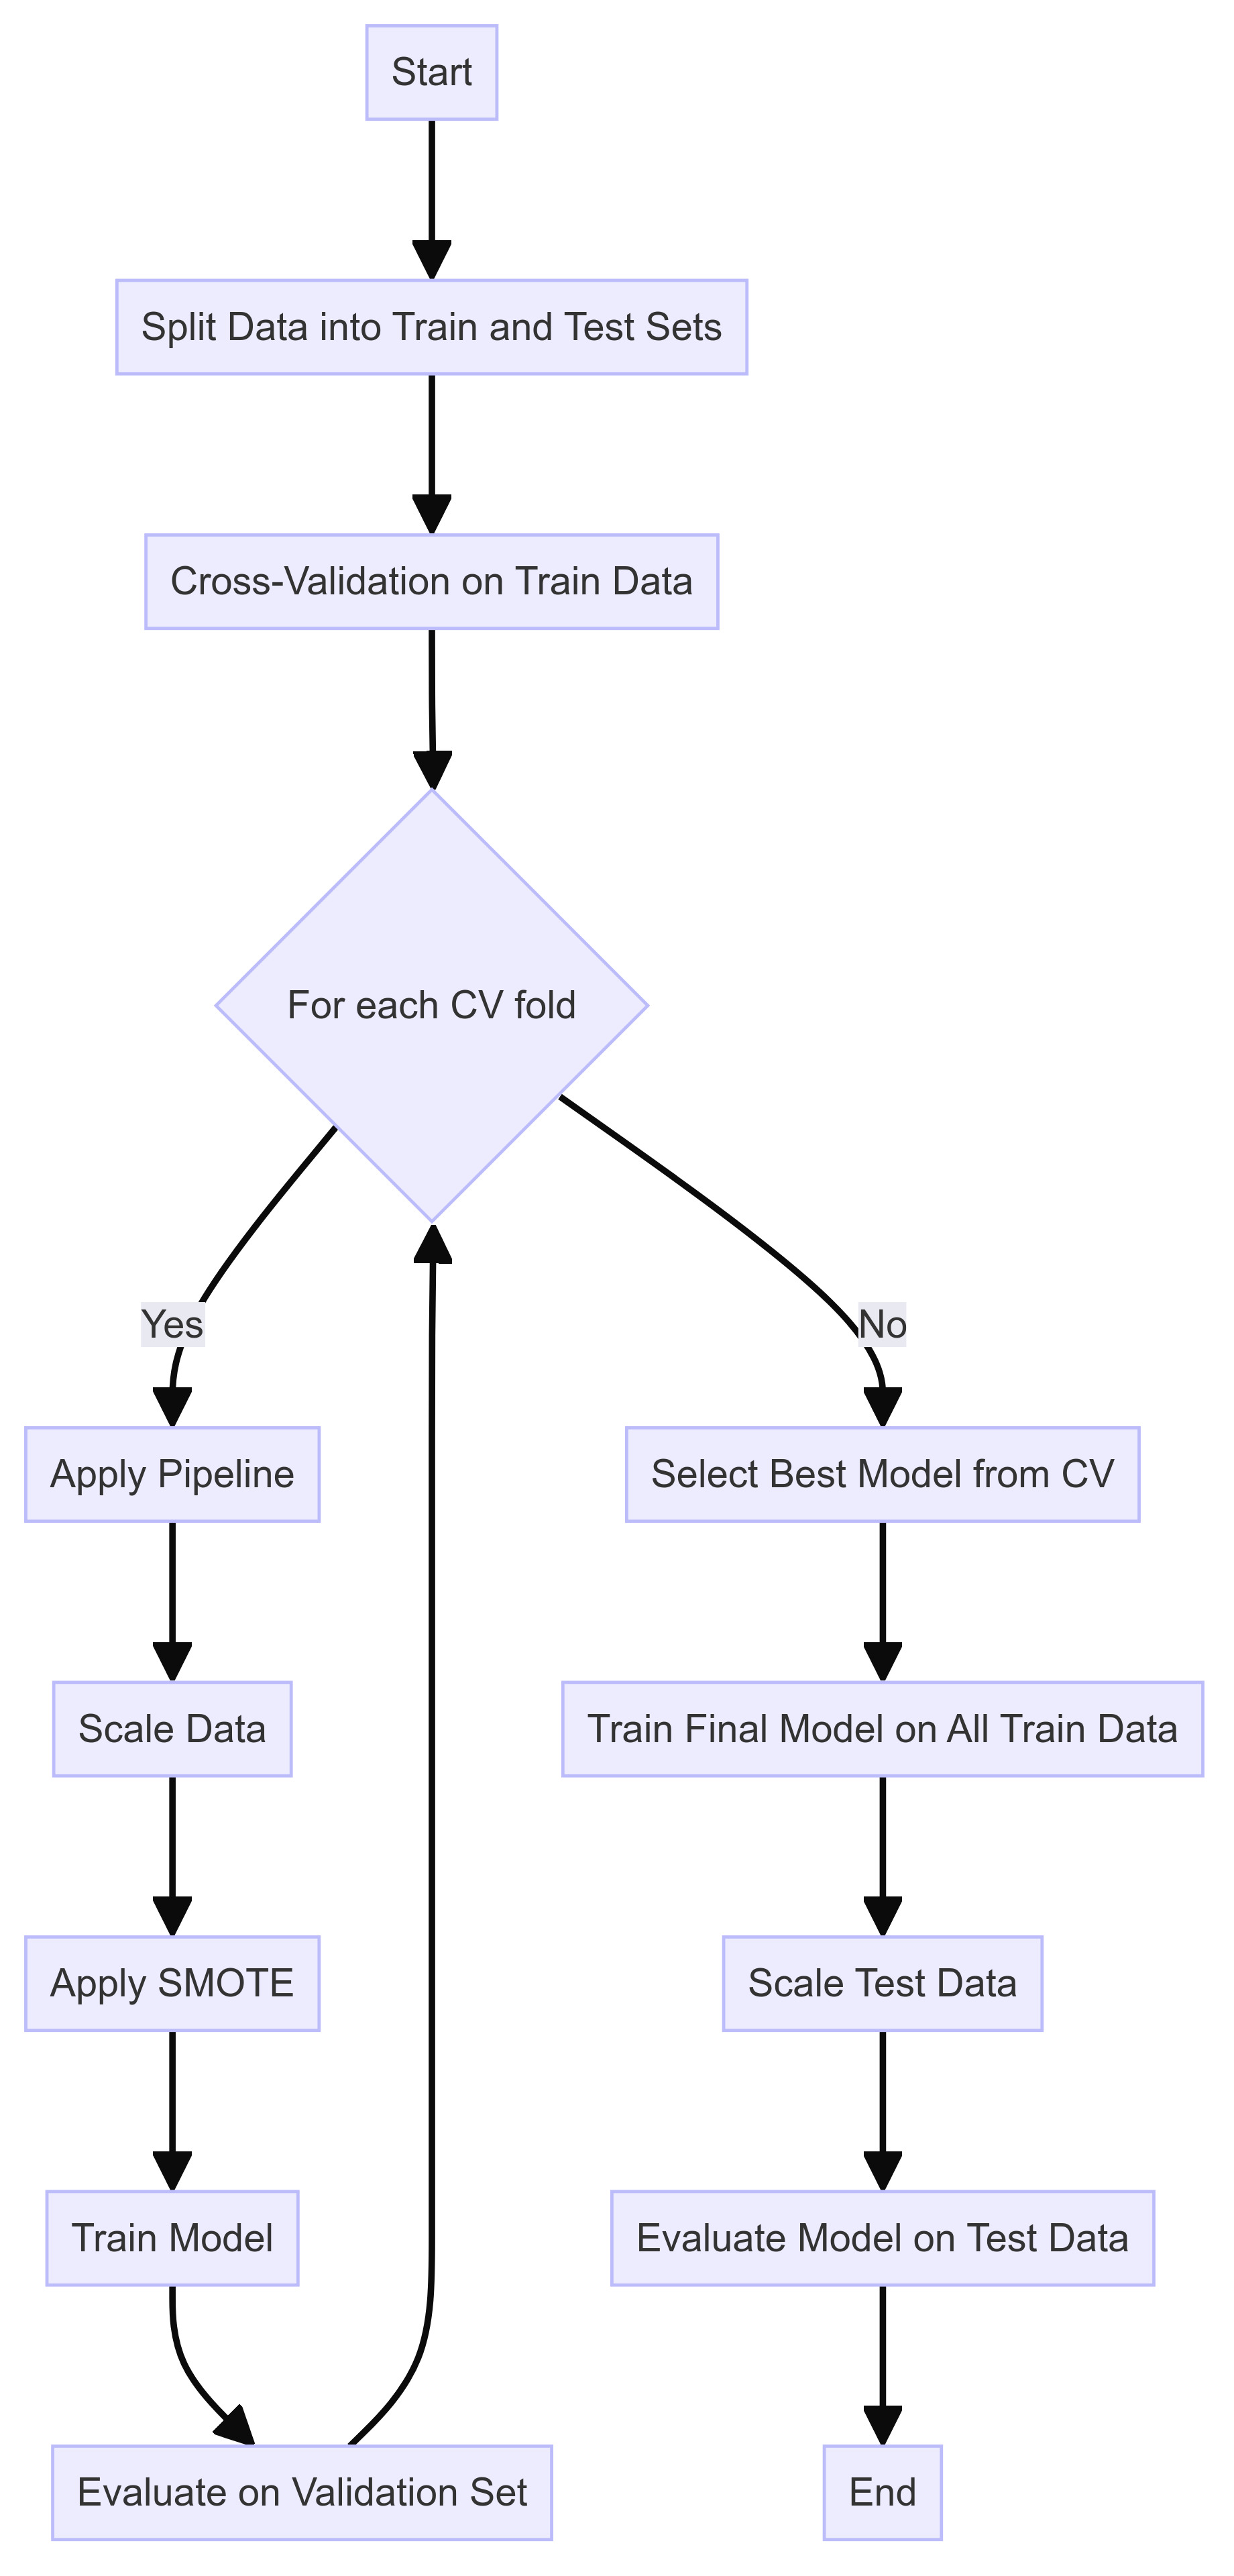 Start
Split Data into Train and Test Sets
Cross-Validation on Train Data
For each CV fold
Yes
No
Apply Pipeline
Select Best Model from CV
Scale Data
Train Final Model on All Train Data
Apply SMOTE
Scale Test Data
Train Model
Evaluate Model on Test Data
Evaluate on Validation Set
End